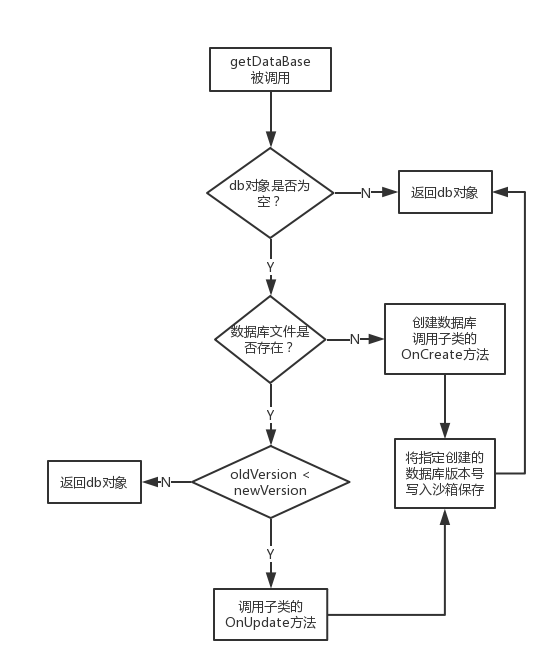 getDataBase
被调用
db对象是否为
空？
N
返回db对象
Y
数据库文件是
否存在？
N
创建数据库
调用子类的
OnCreate方法
Y
oldVersion <
newVersion
N
返回db对象
将指定创建的
数据库版本号
写入沙箱保存
Y
调用子类的
OnUpdate方法